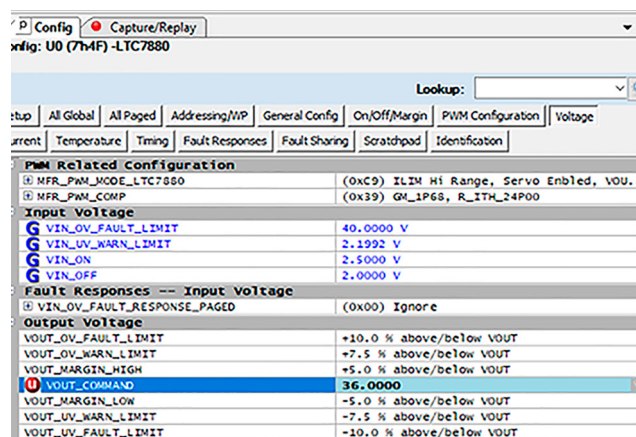 Config Capture/Replay
nfig: U0 (7'h4F) -LTC7880
Lookup:
etup All Global All Paged Addressing/WP General Config On/Off/Margin PWM Configuration Voltage
urrent Temperature Timing Fault Responses Fault Sharing Scratchpad Identification
PWM Related Configuration
MFR_PWM_MODE_LTC7880 (0xC9) ILIM Hi Range, Servo Enbled, VOU.
MFR_PWM_COMP (0x39) GM_1P68, R_ITH_24P00
Input Voltage
G VIN_OV_FAULT_LIMIT 40.0000 V
G VIN_UV_WARN_LIMIT 2.1992 V
G VIN_ON 2.5000 V
G VIN_OFF 2.0000 V
Fault Responses -- Input Voltage
VIN_OV_FAULT_RESPONSE_PAGED (0x00) Ignore
Output Voltage
VOUT_OV_FAULT_LIMIT +10.0 % above/below VOUT
VOUT_OV_WARN_LIMIT +7.5 % above/below VOUT
VOUT_MARGIN_HIGH +5.0 % above/below VOUT
U VOUT_COMMAND 36.0000
VOUT_MARGIN_LOW -5.0 % above/below VOUT
VOUT_UV_WARN_LIMIT -7.5 % above/below VOUT
VOUT_UV_FAULT_LIMIT -10.0 % above/below VOUT